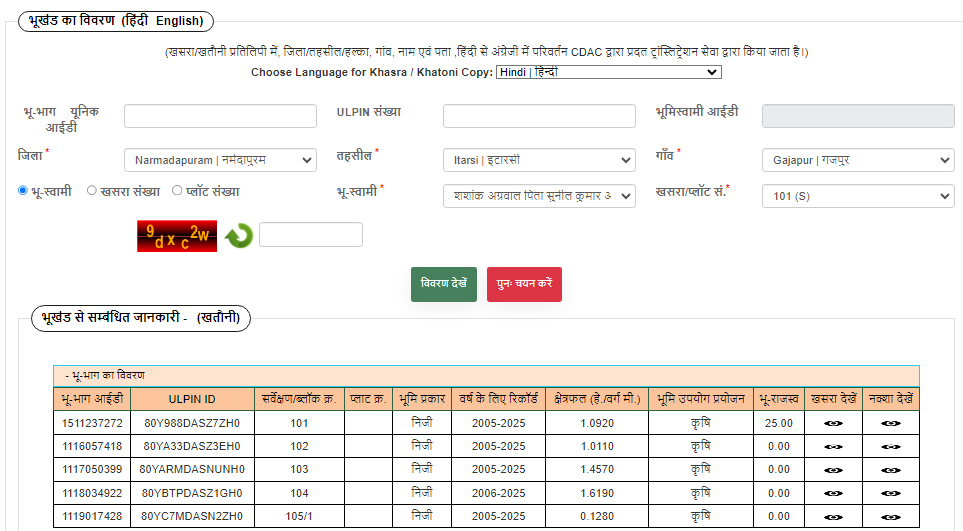 भूखंड का विवरण (हिंदी English)
(खसरा/खतौनी प्रतिलिपी में, जिला/तहसील/हल्का, गांव, नाम एवं पता ,हिंदी से अंग्रेजी में परिवर्तन CDAC द्वारा प्रदत ट्रांस्लिट्रेशन सेवा द्वारा किया जाता है।)
Choose Language for Khasra / Khatoni Copy: Hindi | हिन्दी
भू-भाग यूनिक आईडी ULPIN संख्या भूमिस्वामी आईडी
जिला * Narmadapuram | नर्मदापुरम तहसील * Itarsi | इटारसी गाँव * Gajapur | गजपुर
भू-स्वामी खसरा संख्या प्लॉट संख्या भू-स्वामी * शशांक अग्रवाल पिता सुनील कुमार अ खसरा/प्लॉट सं.* 101 (S)
9dxc2w
विवरण देखें पुनः चयन करें
भूखंड से सम्बंधित जानकारी - (खतौनी)
- भू-भाग का विवरण
भू-भाग आईडी ULPIN ID सर्वेक्षण/ब्लॉक क्र. प्लाट क्र. भूमि प्रकार वर्ष के लिए रिकॉर्ड क्षेत्रफल (हे./वर्ग मी.) भूमि उपयोग प्रयोजन भू-राजस्व खसरा देखें नक्शा देखें
1511237272 80Y988DASZ7ZH0 101 निजी 2005-2025 1.0920 कृषि 25.00
1116057418 80YA33DASZ3EH0 102 निजी 2005-2025 1.0110 कृषि 0.00
1117050399 80YARMDASNUNH0 103 निजी 2005-2025 1.4570 कृषि 0.00
1118034922 80YBTPDASZ1GH0 104 निजी 2006-2025 1.6190 कृषि 0.00
1119017428 80YC7MDASN2ZH0 105/1 निजी 2005-2025 0.1280 कृषि 0.00